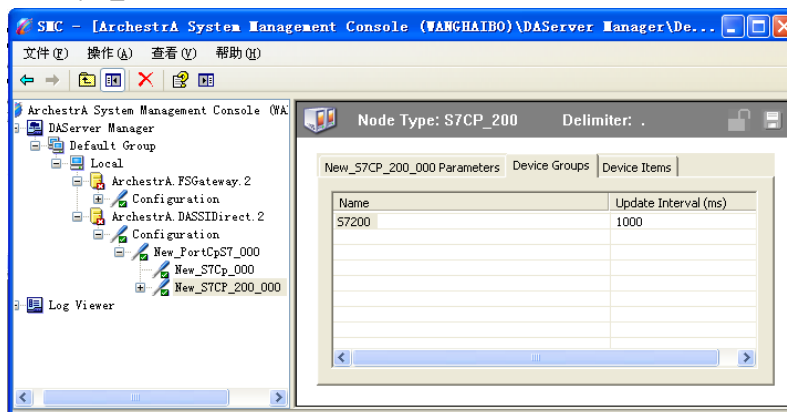 SMC - [ArchestrA System Management Console (WANGHAIBO)\DAServer Manager\De...
文件(F) 操作(A) 查看(V) 帮助(H)
ArchestrA System Management Console (WA
DAServer Manager
Default Group
Local
ArchestrA.FSGateway.2
Configuration
ArchestrA.DASSIDirect.2
Configuration
New_PortCpS7_000
New_S7Cp_000
New_S7CP_200_000
Log Viewer
Node Type: S7CP_200 Delimiter: .
New_S7CP_200_000 Parameters Device Groups Device Items
Name Update Interval (ms)
S7200 1000